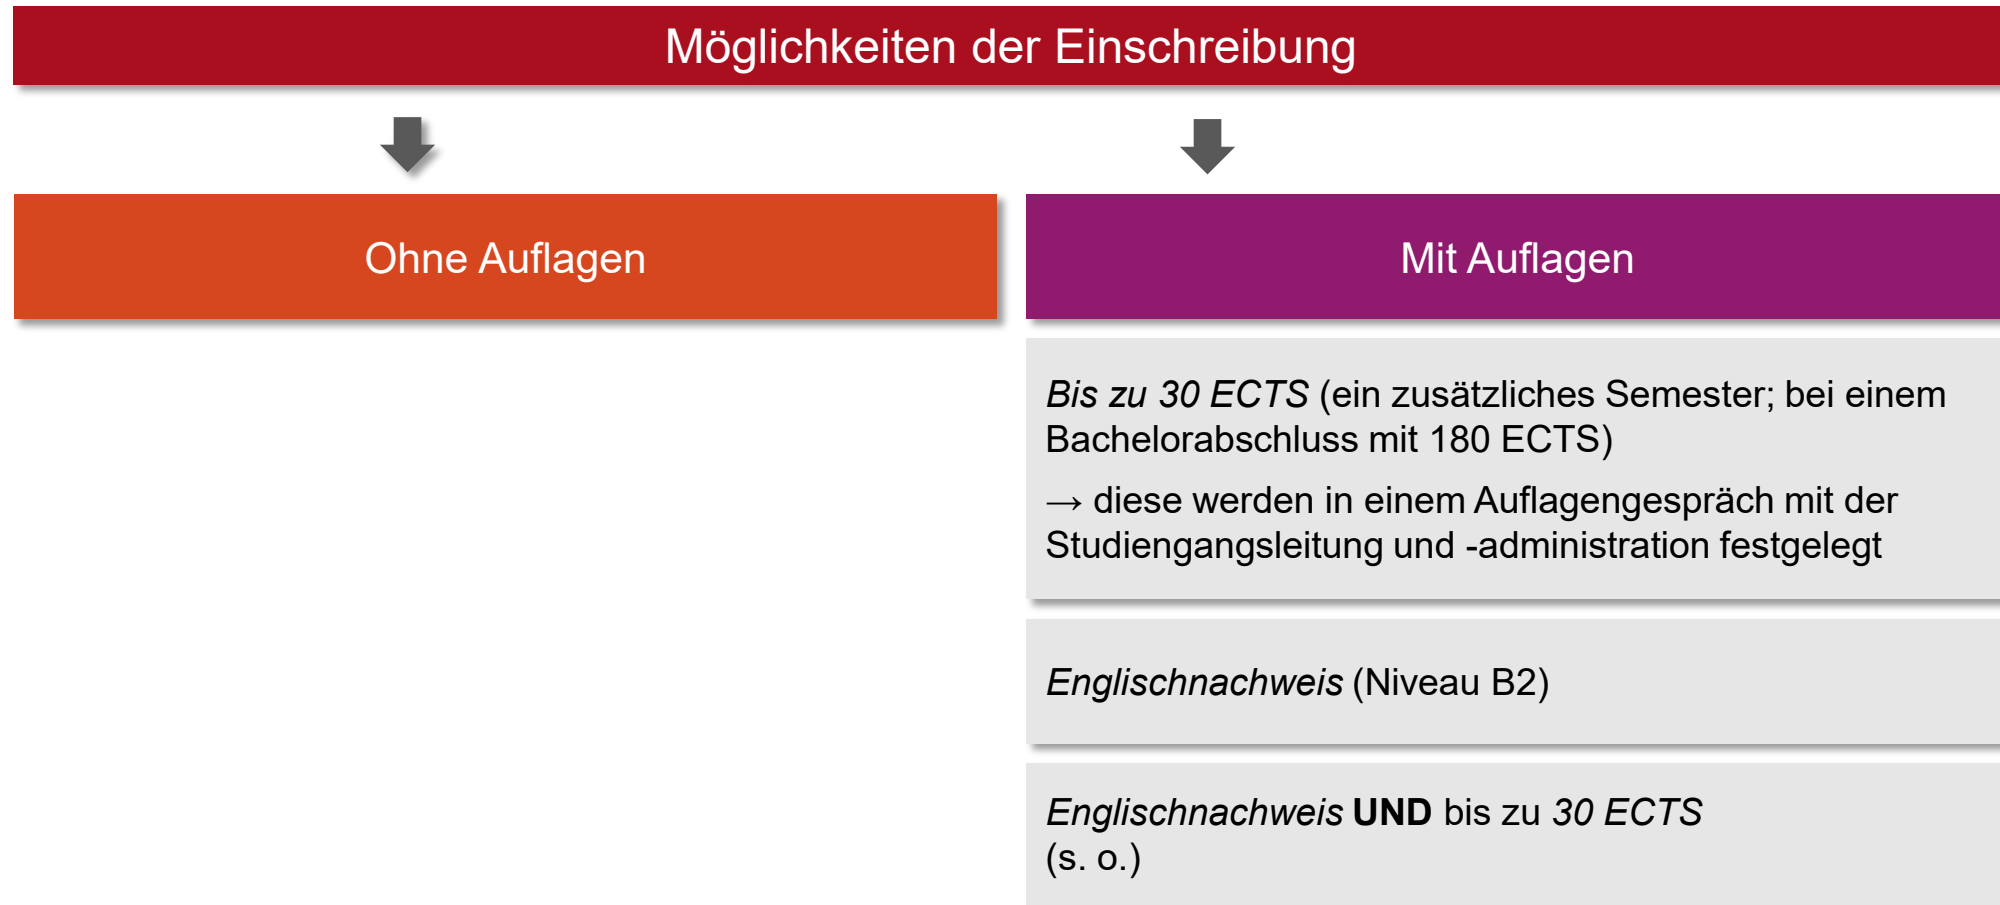 Möglichkeiten der Einschreibung
Ohne Auflagen
Mit Auflagen
Bis zu 30 ECTS (ein zusätzliches Semester; bei einem
Bachelorabschluss mit 180 ECTS)
→ diese werden in einem Auflagengespräch mit der
Studiengangsleitung und -administration festgelegt
Englischnachweis (Niveau B2)
Englischnachweis UND bis zu 30 ECTS
(s. o.)